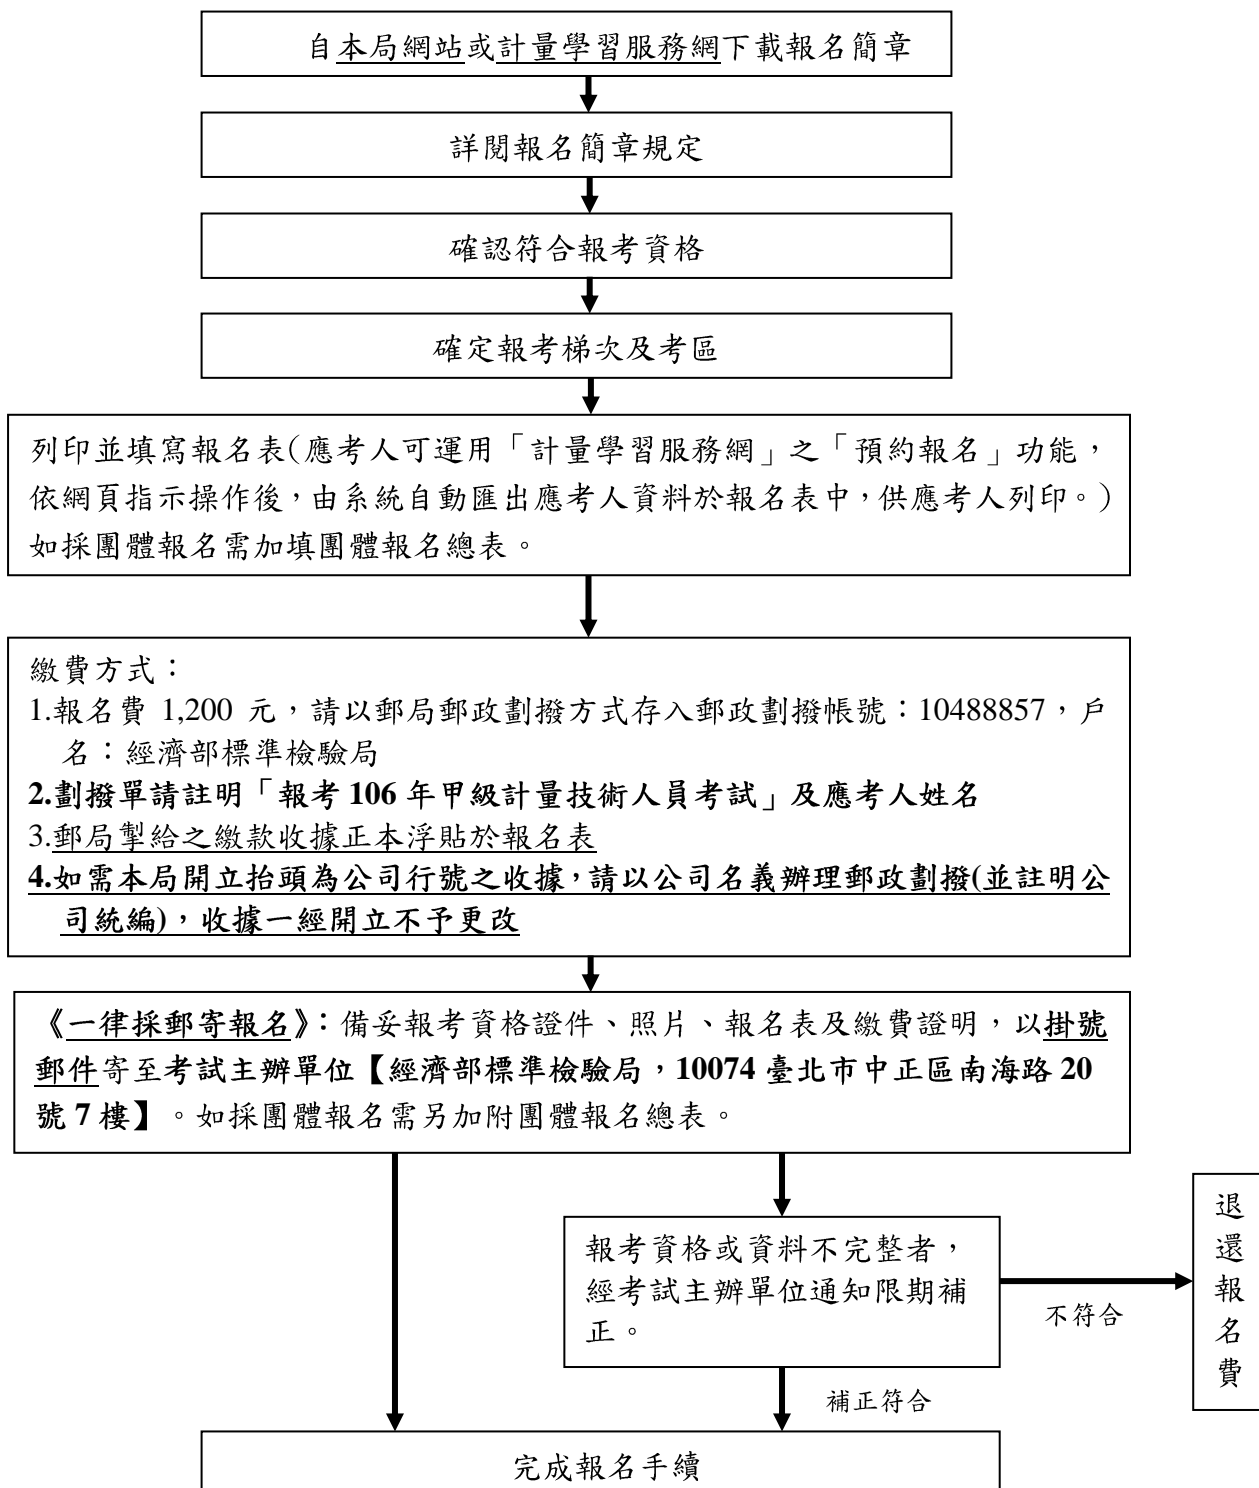 自本局網站或計量學習服務網下載報名簡章
詳閱報名簡章規定
確認符合報考資格
確定報考梯次及考區
列印並填寫報名表(應考人可運用「計量學習服務網」之「預約報名」功能，
依網頁指示操作後，由系統自動匯出應考人資料於報名表中，供應考人列印。)
如採團體報名需加填團體報名總表。
繳費方式：
1.報名費 1,200 元，請以郵局郵政劃撥方式存入郵政劃撥帳號：10488857，戶
名：經濟部標準檢驗局
2.劃撥單請註明「報考 106 年甲級計量技術人員考試」及應考人姓名
3.郵局掣給之繳款收據正本浮貼於報名表
4.如需本局開立抬頭為公司行號之收據，請以公司名義辦理郵政劃撥(並註明公
司統編)，收據一經開立不予更改
《一律採郵寄報名》：備妥報考資格證件、照片、報名表及繳費證明，以掛號
郵件寄至考試主辦單位【經濟部標準檢驗局，10074 臺北市中正區南海路 20
號 7 樓】。如採團體報名需另加附團體報名總表。
報考資格或資料不完整者，
經考試主辦單位通知限期補
正。
不符合
退還報名費
補正符合
完成報名手續